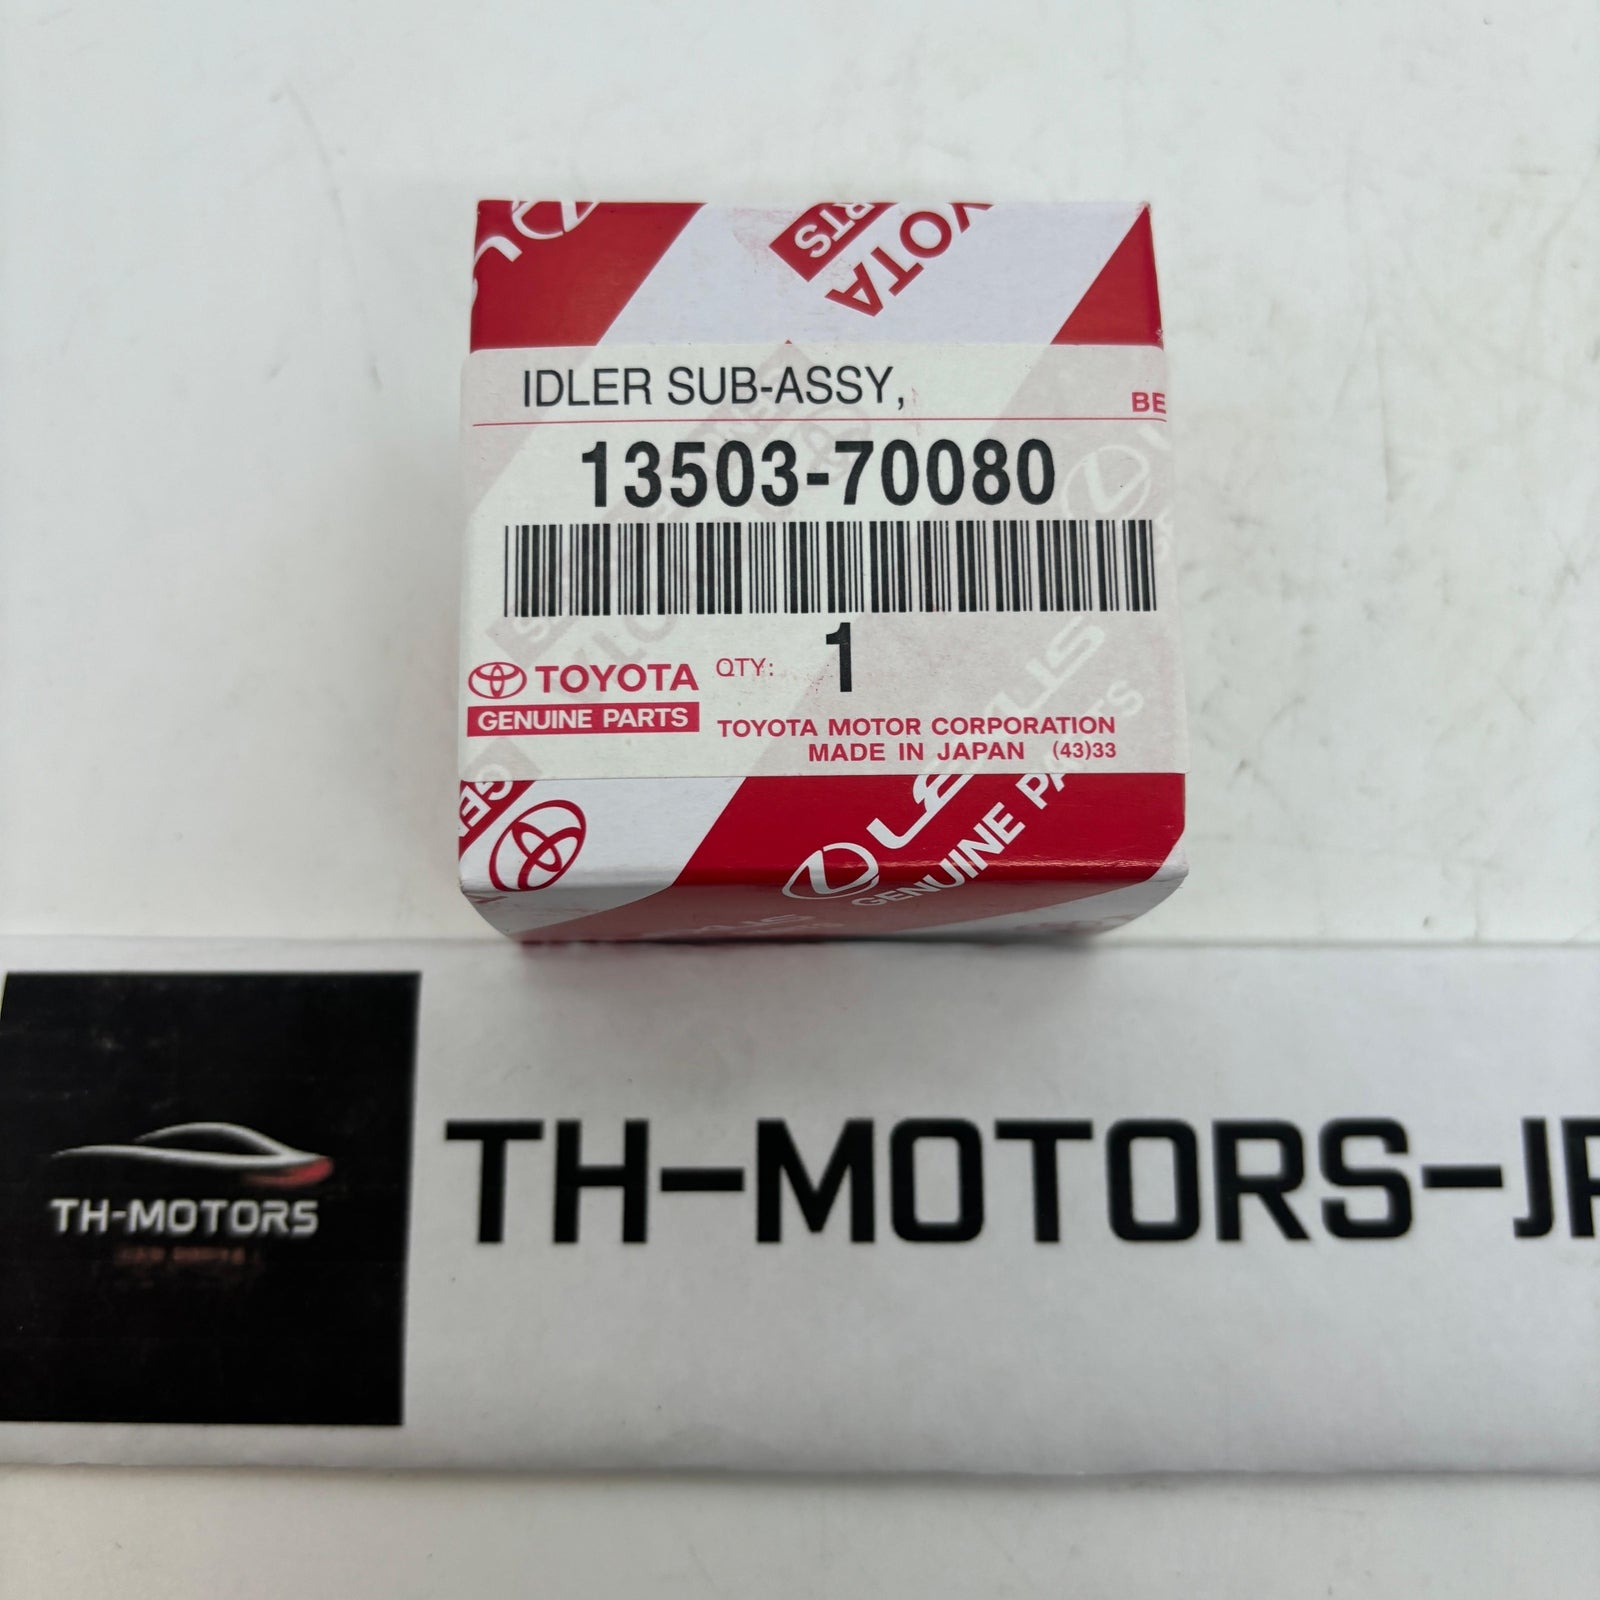 TOYOTA
RTS
IDLER SUB-ASSY,
BE
13503-70080
QTY: 1
TOYOTA
GENUINE PARTS
TOYOTA MOTOR CORPORATION
MADE IN JAPAN (43)33
LEXUS
GENUINE PARTS
TH-MOTORS
TH-MOTORS-JP